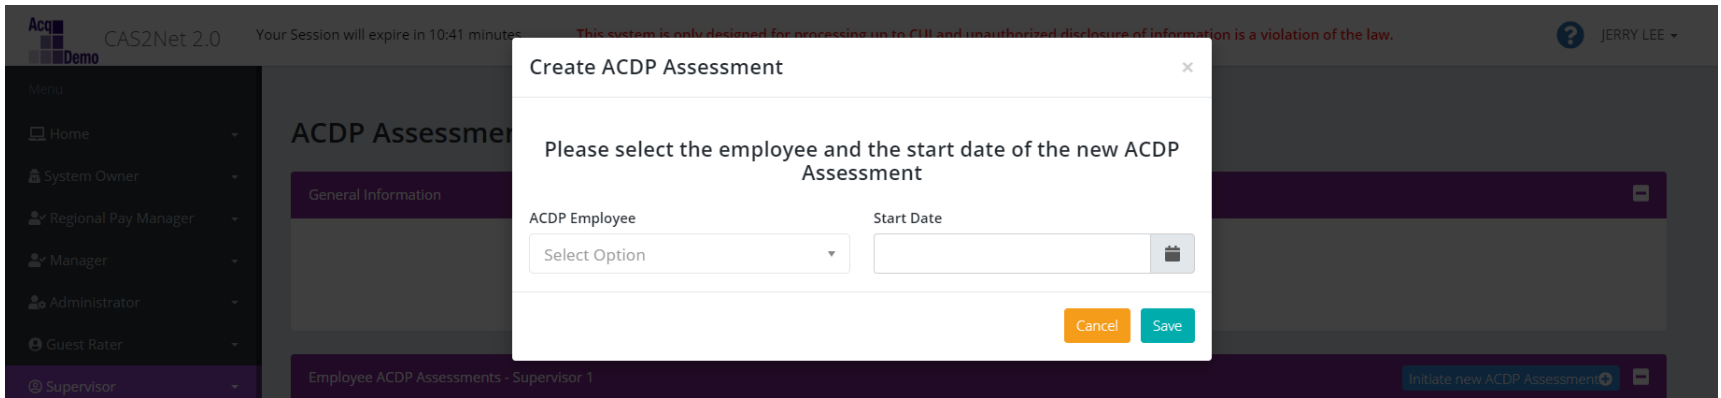 Acq
Demo
CAS2Net 2.0
Your Session will expire in 10:41 minutes
This system is only designed for processing up to CUI and unauthorized disclosure of information is a violation of the law.
? JERRY LEE
Menu
Home
System Owner
Regional Pay Manager
Manager
Administrator
Guest Rater
Supervisor
ACDP Assessmen
General Information
Employee ACDP Assessments - Supervisor 1
Initiate new ACDP Assessment
Create ACDP Assessment ×
Please select the employee and the start date of the new ACDP
Assessment
ACDP Employee
Start Date
Select Option
Cancel
Save